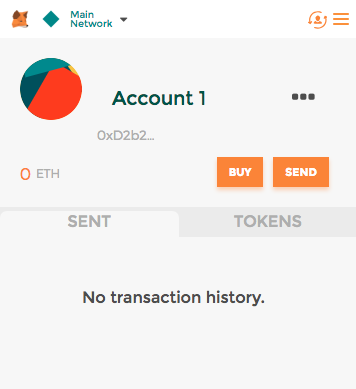 Main
Network
Account 1
0xD2b2...
0 ETH
BUY
SEND
SENT
TOKENS
No transaction history.